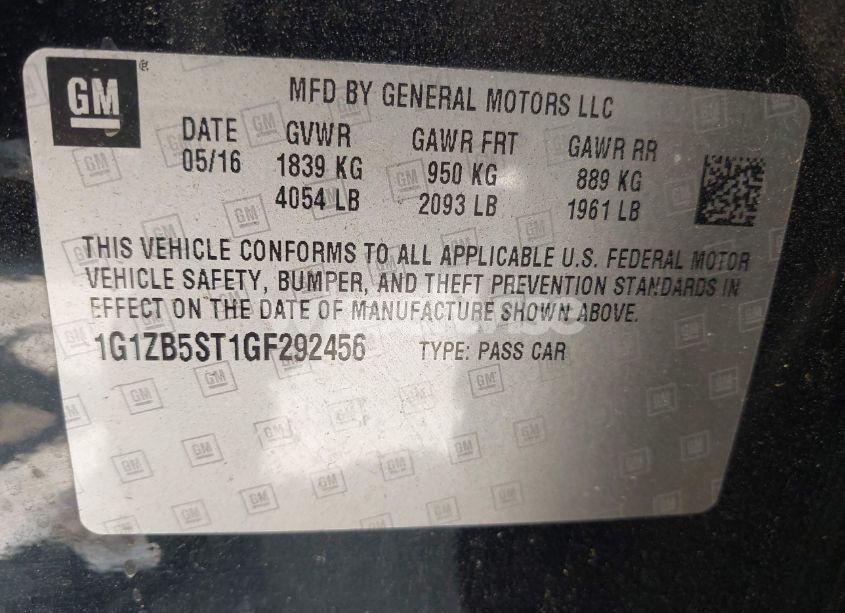 GM
MFD BY GENERAL MOTORS LLC
DATE GVWR GAWR FRT GAWR RR
05/16 1839 KG 950 KG 889 KG
4054 LB 2093 LB 1961 LB
THIS VEHICLE CONFORMS TO ALL APPLICABLE U.S. FEDERAL MOTOR
VEHICLE SAFETY, BUMPER, AND THEFT PREVENTION STANDARDS IN
EFFECT ON THE DATE OF MANUFACTURE SHOWN ABOVE.
1G1ZB5ST1GF292456 TYPE: PASS CAR